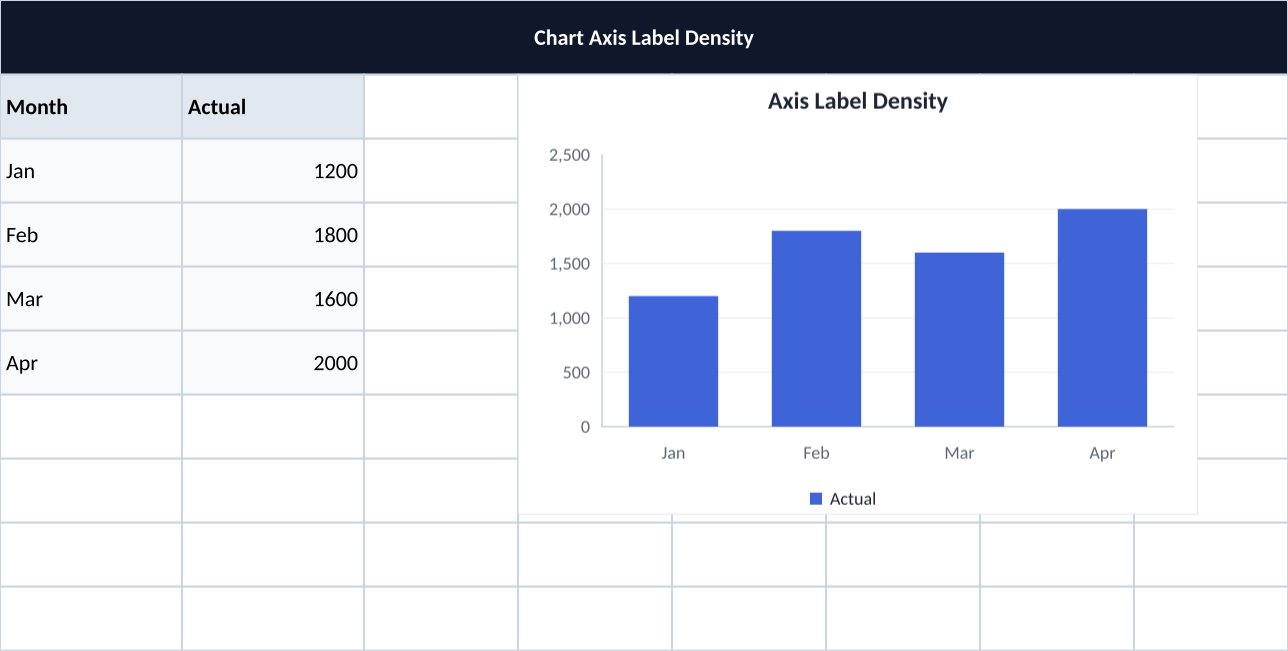 Chart Axis Label Density
Month Actual
Jan 1200
Feb 1800
Mar 1600
Apr 2000
Axis Label Density
2,500
2,000
1,500
1,000
500
0
Jan Feb Mar Apr
Actual